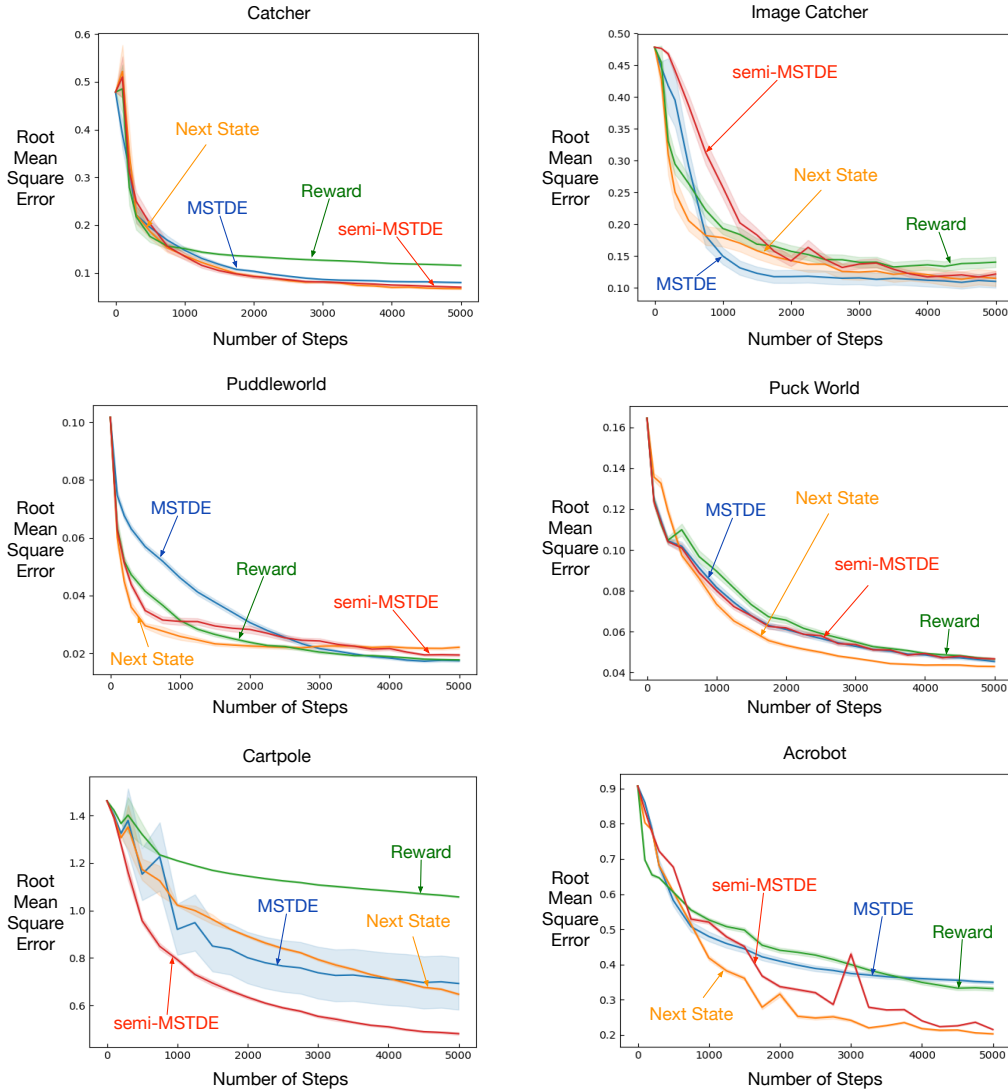 Catcher
0.6
0.5
0.4
0.3
0.2
0.1
Root
Mean
Square
Error
Next State
MSTDE
Reward
semi-MSTDE
0 1000 2000 3000 4000 5000
Number of Steps
Image Catcher
0.50
0.45
0.40
0.35
0.30
0.25
0.20
0.15
0.10
Root
Mean
Square
Error
semi-MSTDE
Next State
Reward
MSTDE
0 1000 2000 3000 4000 5000
Number of Steps
Puddleworld
0.10
0.08
0.06
0.04
0.02
Root
Mean
Square
Error
MSTDE
Reward
semi-MSTDE
Next State
0 1000 2000 3000 4000 5000
Number of Steps
Puck World
0.16
0.14
0.12
0.10
0.08
0.06
0.04
Root
Mean
Square
Error
Next State
MSTDE
semi-MSTDE
Reward
0 1000 2000 3000 4000 5000
Number of Steps
Cartpole
1.4
1.2
1.0
0.8
0.6
Root
Mean
Square
Error
Reward
MSTDE
Next State
semi-MSTDE
0 1000 2000 3000 4000 5000
Number of Steps
Acrobot
0.9
0.8
0.7
0.6
0.5
0.4
0.3
0.2
Root
Mean
Square
Error
semi-MSTDE
MSTDE
Reward
Next State
0 1000 2000 3000 4000 5000
Number of Steps